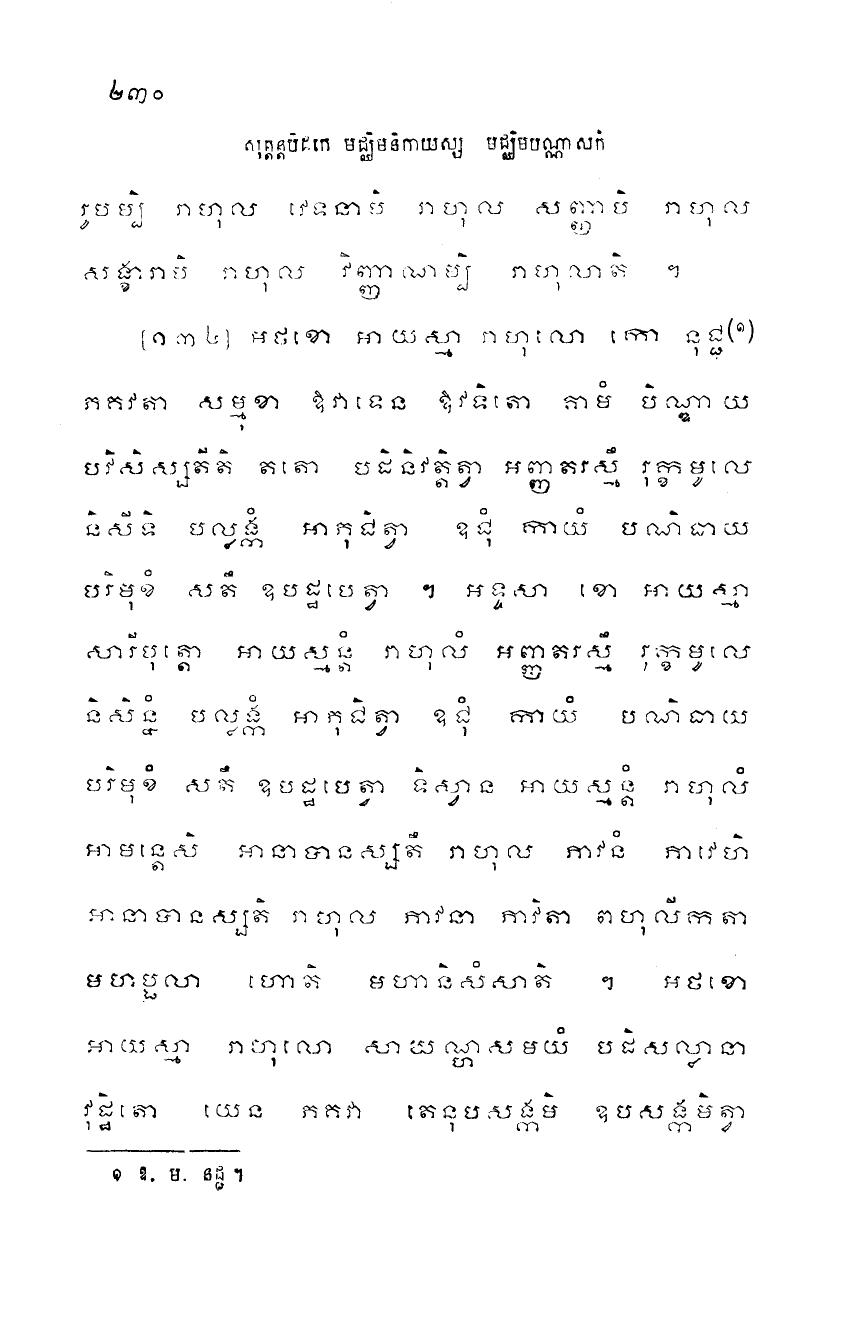 ២៣០
សុត្តន្តបិដកេ មជ្ឈិមនិកាយស្ស មជ្ឈិមបណ្ណាសកំ
រូបម្បិ រាហុល វេទនាបិ រាហុល សញ្ញាបិ រាហុល
សង្ខារាបិ រាហុល វិញ្ញាណម្បិ រាហុលាតិ ។
[១៣៤] អថខោ អាយស្មា រាហុលោ កោ នុជ្ជ(១)
ភគវតា សម្មុខា ឱវាទេន ឱវទិតោ គាមំ បិណ្ឌាយ
បវិសិស្សតីតិ តតោ បដិនិវត្តិត្វា អញ្ញតរស្មឹ រុក្ខមូលេ
និសីទិ បល្លង្កំ អាភុជិត្វា ឧជុំ កាយំ បណិធាយ
បរិមុខំ សតឹ ឧបដ្ឋបេត្វា ។ អទ្ទសា ខោ អាយស្មា
សារីបុត្តោ អាយស្មន្តំ រាហុលំ អញ្ញតរស្មឹ រុក្ខមូលេ
និសិន្នំ បល្លង្កំ អាភុជិត្វា ឧជុំ កាយំ បណិធាយ
បរិមុខំ សតឹ ឧបដ្ឋបេត្វា ទិស្វាន អាយស្មន្តំ រាហុលំ
អាមន្តេសិ អានាបានស្សតឹ រាហុល ភាវនំ ភាវេហិ
អានាបានស្សតិ រាហុល ភាវនា ភាវិតា ពហុលីកតា
មហប្ផលា ហោតិ មហានិសំសាតិ ។ អថខោ
អាយស្មា រាហុលោ សាយណ្ហសមយំ បដិសល្លានា
វុដ្ឋិតោ យេន ភគវា តេនុបសង្កមិ ឧបសង្កមិត្វា
១ ឱ. ម. នជ្ជ ។